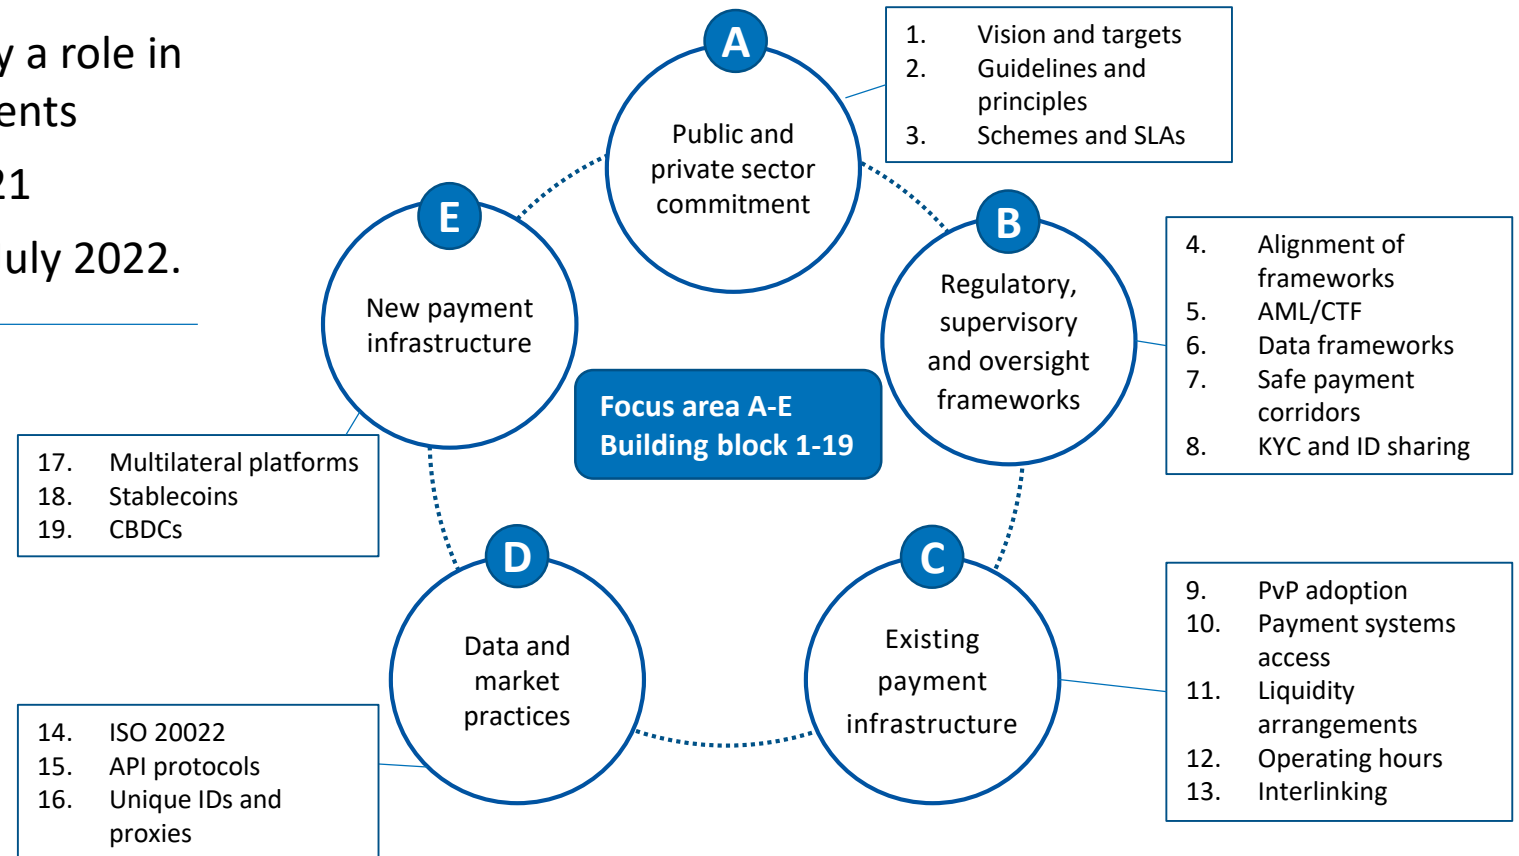 y a role in
ents
21
uly 2022.
A
Public and
private sector
commitment
1. Vision and targets
2. Guidelines and
principles
3. Schemes and SLAs
B
Regulatory,
supervisory
and oversight
frameworks
4. Alignment of
frameworks
5. AML/CTF
6. Data frameworks
7. Safe payment
corridors
8. KYC and ID sharing
E
New payment
infrastructure
Focus area A-E
Building block 1-19
17. Multilateral platforms
18. Stablecoins
19. CBDCs
D
Data and
market
practices
14. ISO 20022
15. API protocols
16. Unique IDs and
proxies
C
Existing
payment
infrastructure
9. PvP adoption
10. Payment systems
access
11. Liquidity
arrangements
12. Operating hours
13. Interlinking